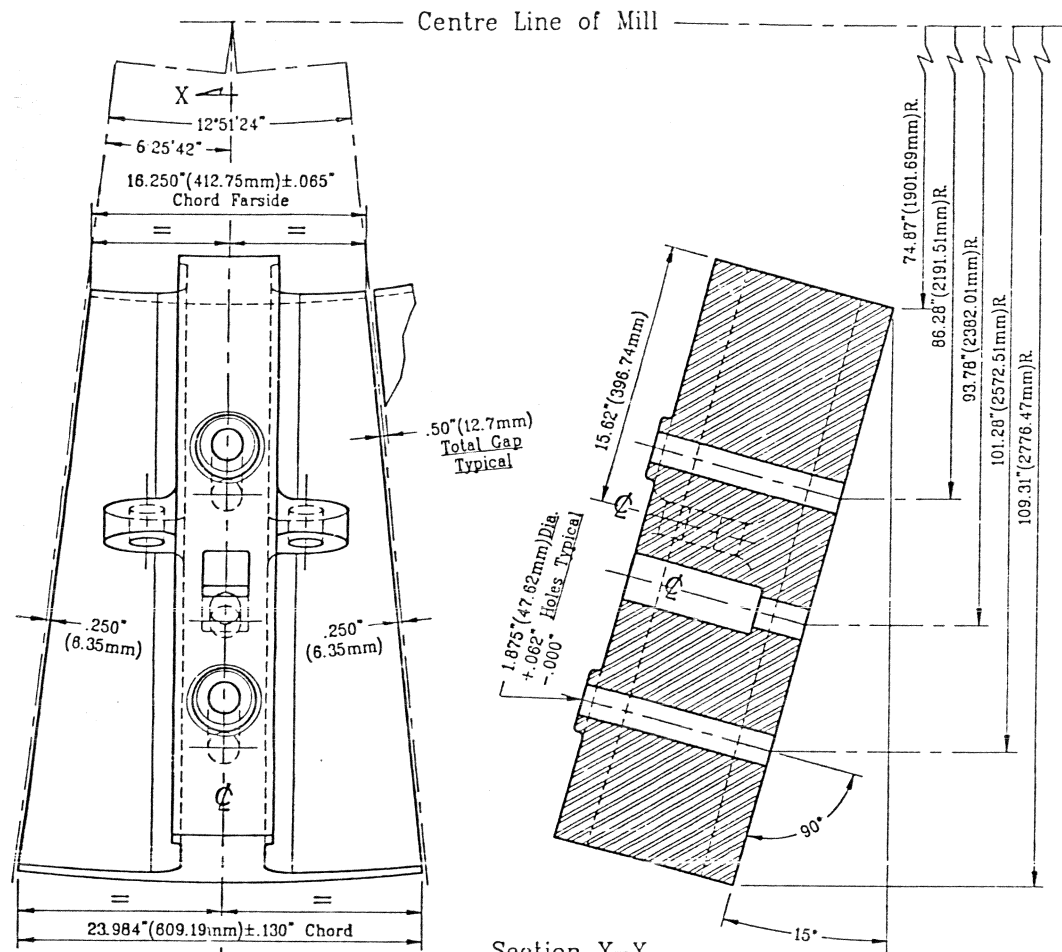 Centre Line of Mill
X
12°51'24"
6°25'42"
16.250"(412.75mm)±.065"
Chord Farside
=
=
.50"(12.7mm)
Total Gap
Typical
.250"
(6.35mm)
.250"
(6.35mm)
℄
=
=
23.984"(609.19mm)±.130" Chord
15.62"(396.74mm)
℄
℄
1.875"(47.62mm)Dia.
+.062" Holes Typical
-.000"
90°
15°
74.87"(1901.69mm)R.
86.28"(2191.51mm)R.
93.78"(2382.01mm)R.
101.28"(2572.51mm)R.
109.31"(2776.47mm)R.
Section X-X